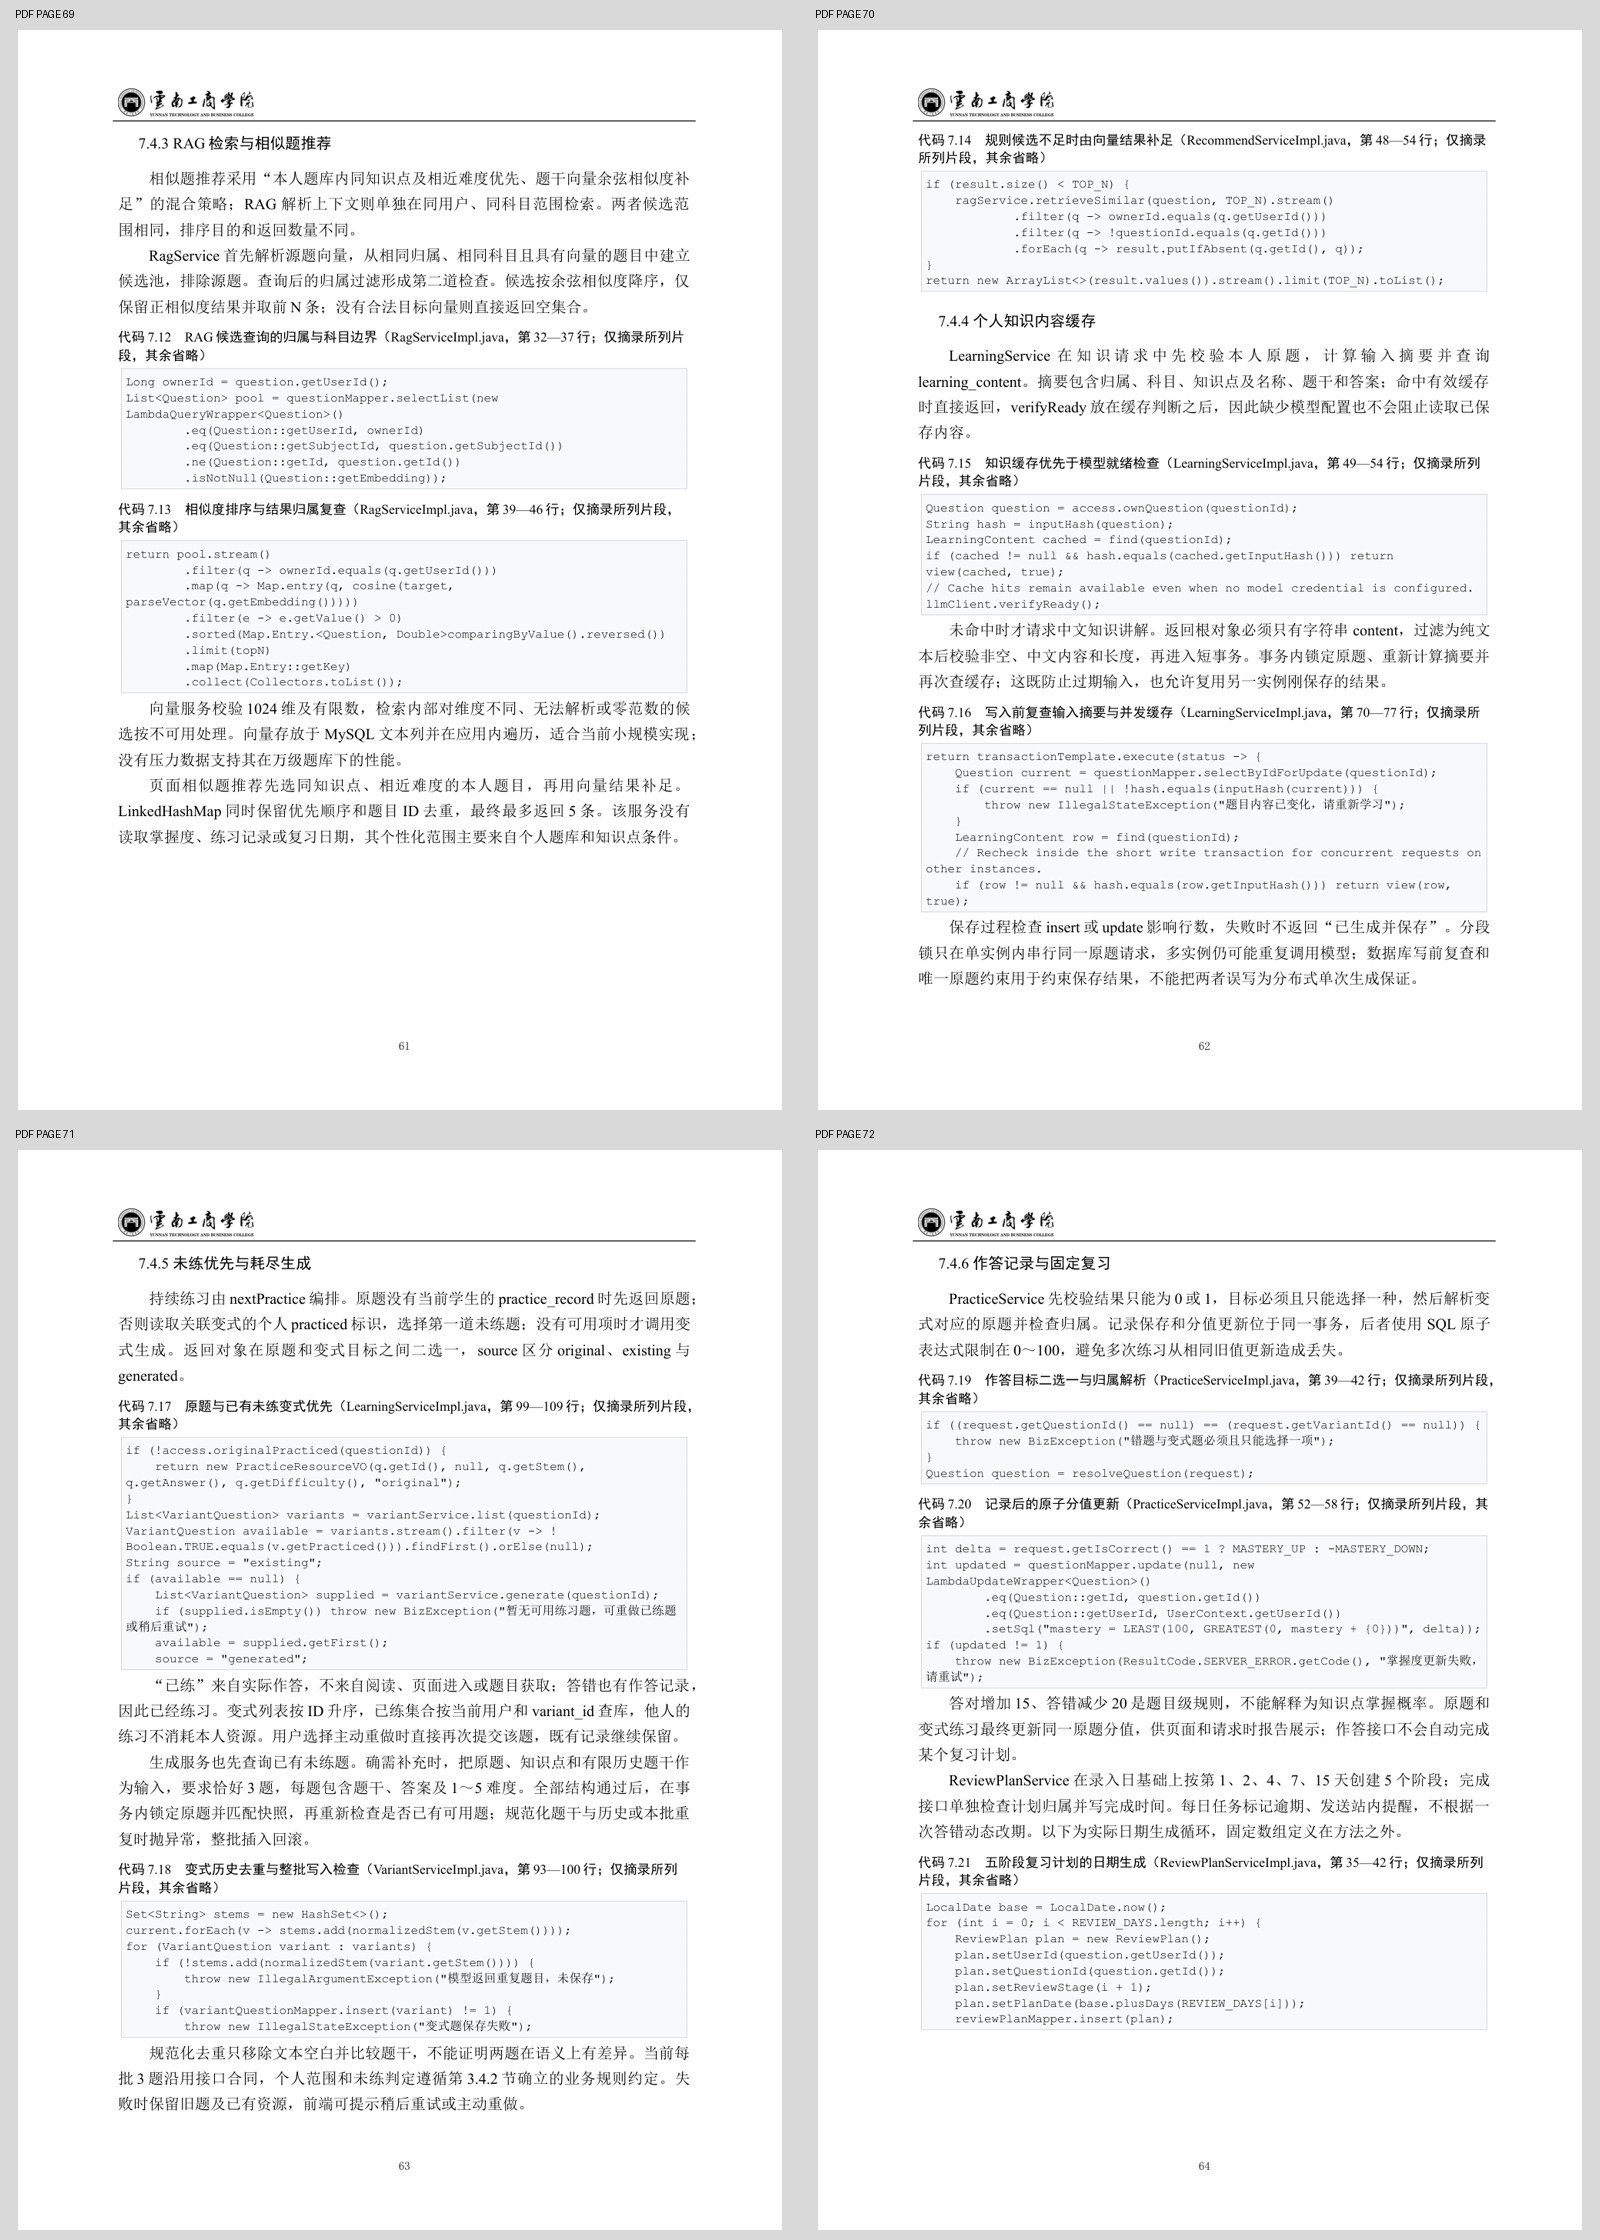 PDF PAGE 69
雲南工商學院
YUNNAN TECHNOLOGY AND BUSINESS COLLEGE
7.4.3 RAG 检索与相似题推荐
相似题推荐采用“本人题库内同知识点及相近难度优先、题干向量余弦相似度补
足”的混合策略；RAG 解析上下文则单独在同用户、同科目范围检索。两者候选范
围相同，排序目的和返回数量不同。
RagService 首先解析源题向量，从相同归属、相同科目且具有向量的题目中建立
候选池，排除源题。查询后的归属过滤形成第二道检查。候选按余弦相似度降序，仅
保留正相似度结果并取前 N 条；没有合法目标向量则直接返回空集合。
代码 7.12 RAG 候选查询的归属与科目边界（RagServiceImpl.java，第 32—37 行；仅摘录所列片
段，其余省略）
Long ownerId = question.getUserId();
List<Question> pool = questionMapper.selectList(new
LambdaQueryWrapper<Question>()
.eq(Question::getUserId, ownerId)
.eq(Question::getSubjectId, question.getSubjectId())
.ne(Question::getId, question.getId())
.isNotNull(Question::getEmbedding));
代码 7.13 相似度排序与结果归属复查（RagServiceImpl.java，第 39—46 行；仅摘录所列片段，
其余省略）
return pool.stream()
.filter(q -> ownerId.equals(q.getUserId()))
.map(q -> Map.entry(q, cosine(target,
parseVector(q.getEmbedding()))))
.filter(e -> e.getValue() > 0)
.sorted(Map.Entry.<Question, Double>comparingByValue().reversed())
.limit(topN)
.map(Map.Entry::getKey)
.collect(Collectors.toList());
向量服务校验 1024 维及有限数，检索内部对维度不同、无法解析或零范数的候
选按不可用处理。向量存放于 MySQL 文本列并在应用内遍历，适合当前小规模实现；
没有压力数据支持其在万级题库下的性能。
页面相似题推荐先选同知识点、相近难度的本人题目，再用向量结果补足。
LinkedHashMap 同时保留优先顺序和题目 ID 去重，最终最多返回 5 条。该服务没有
读取掌握度、练习记录或复习日期，其个性化范围主要来自个人题库和知识点条件。
61
PDF PAGE 70
雲南工商學院
YUNNAN TECHNOLOGY AND BUSINESS COLLEGE
代码 7.14 规则候选不足时由向量结果补足（RecommendServiceImpl.java，第 48—54 行；仅摘录
所列片段，其余省略）
if (result.size() < TOP_N) {
ragService.retrieveSimilar(question, TOP_N).stream()
.filter(q -> ownerId.equals(q.getUserId()))
.filter(q -> !questionId.equals(q.getId()))
.forEach(q -> result.putIfAbsent(q.getId(), q));
}
return new ArrayList<>(result.values()).stream().limit(TOP_N).toList();
7.4.4 个人知识内容缓存
LearningService 在知识请求中先校验本人原题，计算输入摘要并查询
learning_content。摘要包含归属、科目、知识点及名称、题干和答案；命中有效缓存
时直接返回，verifyReady 放在缓存判断之后，因此缺少模型配置也不会阻止读取已保
存内容。
代码 7.15 知识缓存优先于模型就绪检查（LearningServiceImpl.java，第 49—54 行；仅摘录所列
片段，其余省略）
Question question = access.ownQuestion(questionId);
String hash = inputHash(question);
LearningContent cached = find(questionId);
if (cached != null && hash.equals(cached.getInputHash())) return
view(cached, true);
// Cache hits remain available even when no model credential is configured.
llmClient.verifyReady();
未命中时才请求中文知识讲解。返回根对象必须只有字符串 content，过滤为纯文
本后校验非空、中文内容和长度，再进入短事务。事务内锁定原题、重新计算摘要并
再次查缓存；这既防止过期输入，也允许复用另一实例刚保存的结果。
代码 7.16 写入前复查输入摘要与并发缓存（LearningServiceImpl.java，第 70—77 行；仅摘录所
列片段，其余省略）
return transactionTemplate.execute(status -> {
Question current = questionMapper.selectByIdForUpdate(questionId);
if (current == null || !hash.equals(inputHash(current))) {
throw new IllegalStateException("题目内容已变化，请重新学习");
}
LearningContent row = find(questionId);
// Recheck inside the short write transaction for concurrent requests on
other instances.
if (row != null && hash.equals(row.getInputHash())) return view(row,
true);
保存过程检查 insert 或 update 影响行数，失败时不返回“已生成并保存”。分段
锁只在单实例内串行同一原题请求，多实例仍可能重复调用模型；数据库写前复查和
唯一原题约束用于约束保存结果，不能把两者误写为分布式单次生成保证。
62
PDF PAGE 71
雲南工商學院
YUNNAN TECHNOLOGY AND BUSINESS COLLEGE
7.4.5 未练优先与耗尽生成
持续练习由 nextPractice 编排。原题没有当前学生的 practice_record 时先返回原题；
否则读取关联变式的个人 practiced 标识，选择第一道未练题；没有可用项时才调用变
式生成。返回对象在原题和变式目标之间二选一，source 区分 original、existing 与
generated。
代码 7.17 原题与已有未练变式优先（LearningServiceImpl.java，第 99—109 行；仅摘录所列片段，
其余省略）
if (!access.originalPracticed(questionId)) {
return new PracticeResourceVO(q.getId(), null, q.getStem(),
q.getAnswer(), q.getDifficulty(), "original");
}
List<VariantQuestion> variants = variantService.list(questionId);
VariantQuestion available = variants.stream().filter(v -> !
Boolean.TRUE.equals(v.getPracticed())).findFirst().orElse(null);
String source = "existing";
if (available == null) {
List<VariantQuestion> supplied = variantService.generate(questionId);
if (supplied.isEmpty()) throw new BizException("暂无可用练习题，可重做已练题
或稍后重试");
available = supplied.getFirst();
source = "generated";
“已练”来自实际作答，不来自阅读、页面进入或题目获取；答错也有作答记录，
因此已经练习。变式列表按 ID 升序，已练集合按当前用户和 variant_id 查库，他人的
练习不消耗本人资源。用户选择主动重做时直接再次提交该题，既有记录继续保留。
生成服务也先查询已有未练题。确需补充时，把原题、知识点和有限历史题干作
为输入，要求恰好 3 题，每题包含题干、答案及 1～5 难度。全部结构通过后，在事
务内锁定原题并匹配快照，再重新检查是否已有可用题；规范化题干与历史或本批重
复时抛异常，整批插入回滚。
代码 7.18 变式历史去重与整批写入检查（VariantServiceImpl.java，第 93—100 行；仅摘录所列
片段，其余省略）
Set<String> stems = new HashSet<>();
current.forEach(v -> stems.add(normalizedStem(v.getStem())));
for (VariantQuestion variant : variants) {
if (!stems.add(normalizedStem(variant.getStem()))) {
throw new IllegalArgumentException("模型返回重复题目，未保存");
}
if (variantQuestionMapper.insert(variant) != 1) {
throw new IllegalStateException("变式题保存失败");
规范化去重只移除文本空白并比较题干，不能证明两题在语义上有差异。当前每
批 3 题沿用接口合同，个人范围和未练判定遵循第 3.4.2 节确立的业务规则约定。失
败时保留旧题及已有资源，前端可提示稍后重试或主动重做。
63
PDF PAGE 72
雲南工商學院
YUNNAN TECHNOLOGY AND BUSINESS COLLEGE
7.4.6 作答记录与固定复习
PracticeService 先校验结果只能为 0 或 1，目标必须且只能选择一种，然后解析变
式对应的原题并检查归属。记录保存和分值更新位于同一事务，后者使用 SQL 原子
表达式限制在 0～100，避免多次练习从相同旧值更新造成丢失。
代码 7.19 作答目标二选一与归属解析（PracticeServiceImpl.java，第 39—42 行；仅摘录所列片段，
其余省略）
if ((request.getQuestionId() == null) == (request.getVariantId() == null)) {
throw new BizException("错题与变式题必须且只能选择一项");
}
Question question = resolveQuestion(request);
代码 7.20 记录后的原子分值更新（PracticeServiceImpl.java，第 52—58 行；仅摘录所列片段，其
余省略）
int delta = request.getIsCorrect() == 1 ? MASTERY_UP : -MASTERY_DOWN;
int updated = questionMapper.update(null, new
LambdaUpdateWrapper<Question>()
.eq(Question::getId, question.getId())
.eq(Question::getUserId, UserContext.getUserId())
.setSql("mastery = LEAST(100, GREATEST(0, mastery + {0}))", delta));
if (updated != 1) {
throw new BizException(ResultCode.SERVER_ERROR.getCode(), "掌握度更新失败，
请重试");
答对增加 15、答错减少 20 是题目级规则，不能解释为知识点掌握概率。原题和
变式练习最终更新同一原题分值，供页面和请求时报告展示；作答接口不会自动完成
某个复习计划。
ReviewPlanService 在录入日基础上按第 1、2、4、7、15 天创建 5 个阶段；完成
接口单独检查计划归属并写完成时间。每日任务标记逾期、发送站内提醒，不根据一
次答错动态改期。以下为实际日期生成循环，固定数组定义在方法之外。
代码 7.21 五阶段复习计划的日期生成（ReviewPlanServiceImpl.java，第 35—42 行；仅摘录所列
片段，其余省略）
LocalDate base = LocalDate.now();
for (int i = 0; i < REVIEW_DAYS.length; i++) {
ReviewPlan plan = new ReviewPlan();
plan.setUserId(question.getUserId());
plan.setQuestionId(question.getId());
plan.setReviewStage(i + 1);
plan.setPlanDate(base.plusDays(REVIEW_DAYS[i]));
reviewPlanMapper.insert(plan);
64